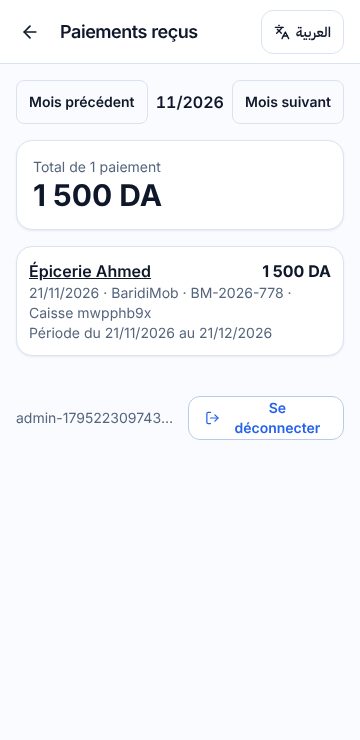 Paiements reçus
العربية
Mois précédent
11/2026
Mois suivant
Total de 1 paiement
1 500 DA
Épicerie Ahmed
1 500 DA
21/11/2026 · BaridiMob · BM-2026-778 ·
Caisse mwpphb9x
Période du 21/11/2026 au 21/12/2026
admin-179522309743...
Se
déconnecter